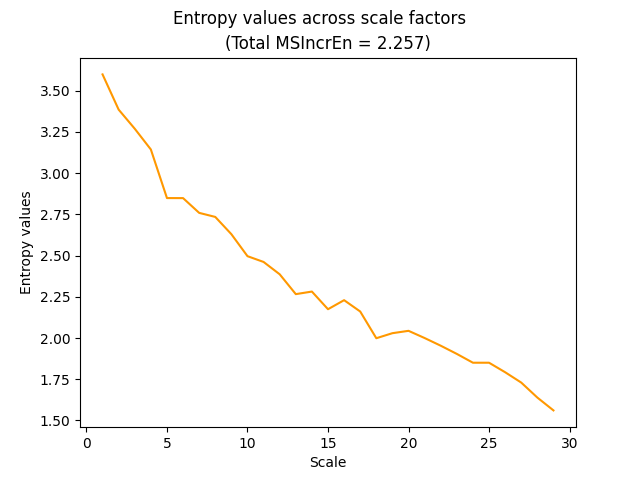 Entropy values across scale factors
(Total MSIncrEn = 2.257)
Entropy values
3.50
3.25
3.00
2.75
2.50
2.25
2.00
1.75
1.50
0 5 10 15 20 25 30
Scale